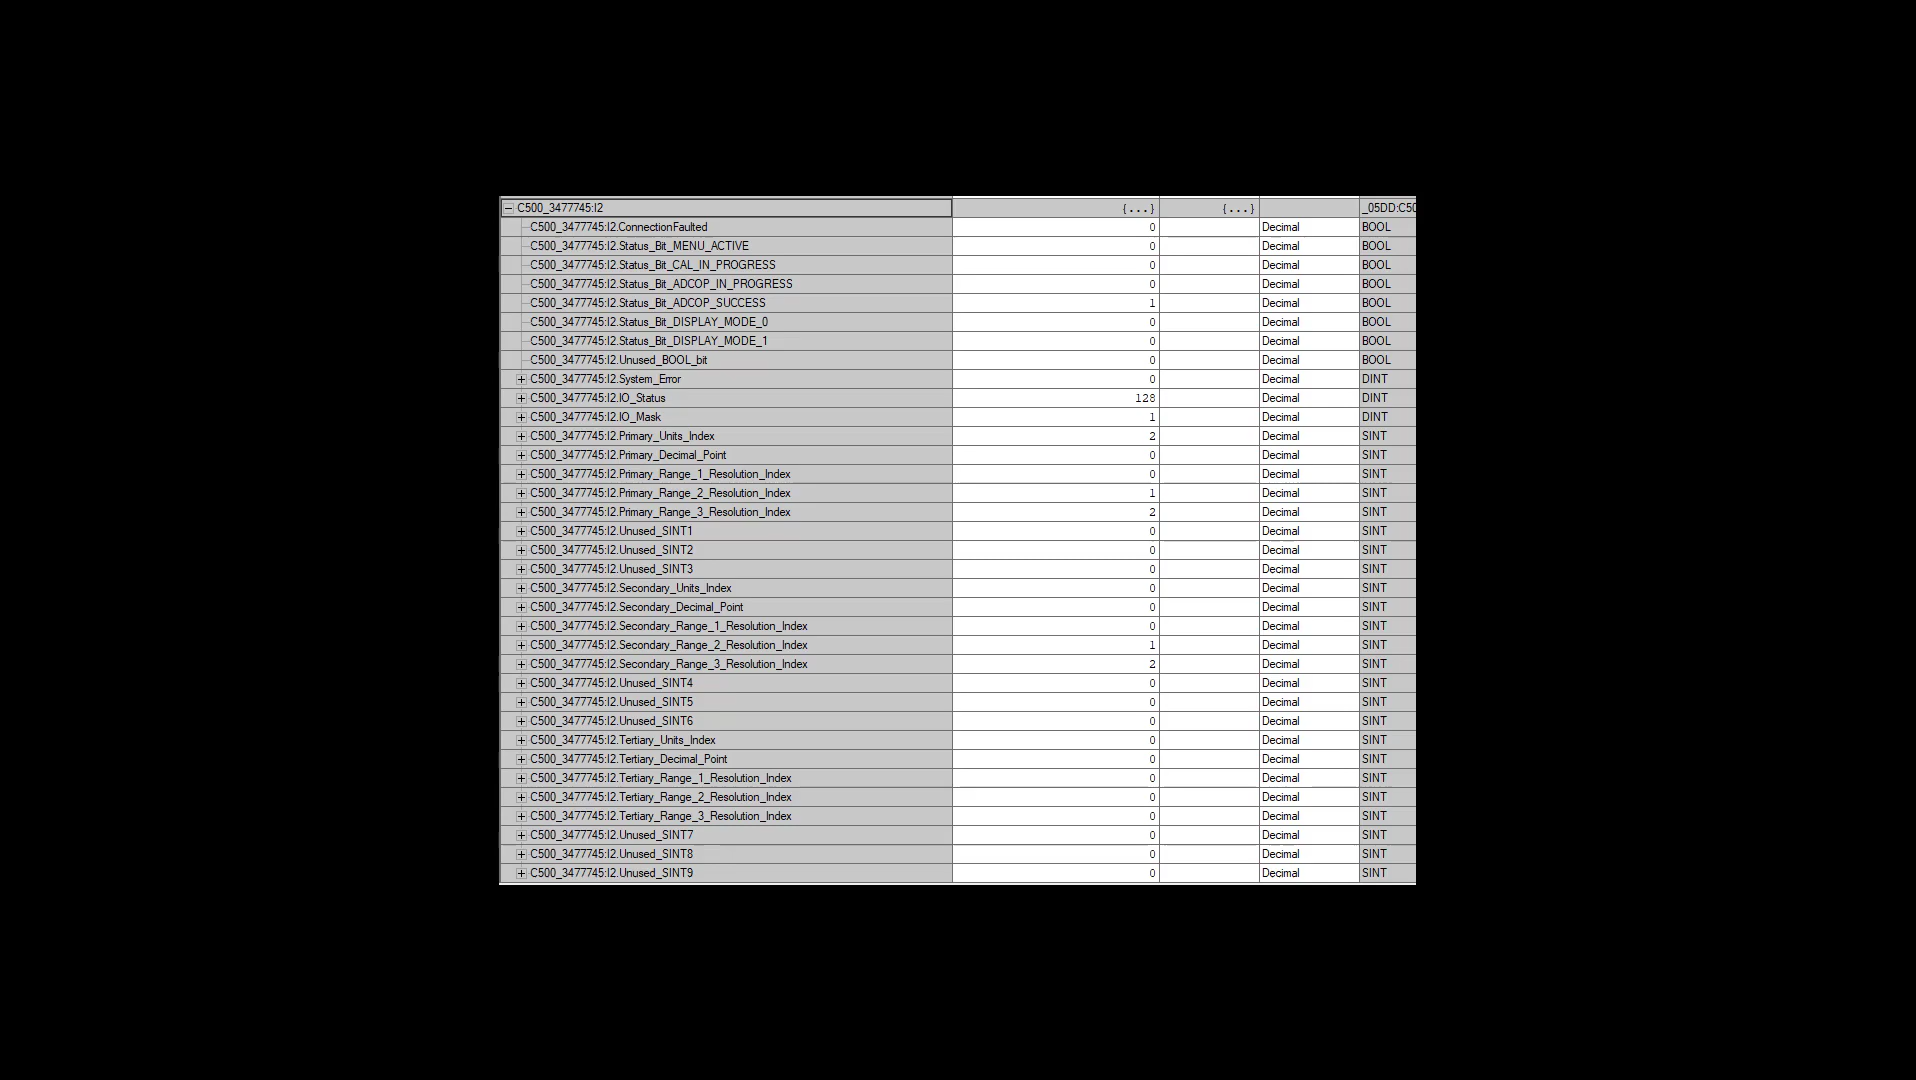 C500_3477745:I2 {...} {...} _05DD:C50
C500_3477745:I2.ConnectionFaulted 0 Decimal BOOL
C500_3477745:I2.Status_Bit_MENU_ACTIVE 0 Decimal BOOL
C500_3477745:I2.Status_Bit_CAL_IN_PROGRESS 0 Decimal BOOL
C500_3477745:I2.Status_Bit_ADCOP_IN_PROGRESS 0 Decimal BOOL
C500_3477745:I2.Status_Bit_ADCOP_SUCCESS 1 Decimal BOOL
C500_3477745:I2.Status_Bit_DISPLAY_MODE_0 0 Decimal BOOL
C500_3477745:I2.Status_Bit_DISPLAY_MODE_1 0 Decimal BOOL
C500_3477745:I2.Unused_BOOL_bit 0 Decimal BOOL
C500_3477745:I2.System_Error 0 Decimal DINT
C500_3477745:I2.IO_Status 128 Decimal DINT
C500_3477745:I2.IO_Mask 1 Decimal DINT
C500_3477745:I2.Primary_Units_Index 2 Decimal SINT
C500_3477745:I2.Primary_Decimal_Point 0 Decimal SINT
C500_3477745:I2.Primary_Range_1_Resolution_Index 0 Decimal SINT
C500_3477745:I2.Primary_Range_2_Resolution_Index 1 Decimal SINT
C500_3477745:I2.Primary_Range_3_Resolution_Index 2 Decimal SINT
C500_3477745:I2.Unused_SINT1 0 Decimal SINT
C500_3477745:I2.Unused_SINT2 0 Decimal SINT
C500_3477745:I2.Unused_SINT3 0 Decimal SINT
C500_3477745:I2.Secondary_Units_Index 0 Decimal SINT
C500_3477745:I2.Secondary_Decimal_Point 0 Decimal SINT
C500_3477745:I2.Secondary_Range_1_Resolution_Index 0 Decimal SINT
C500_3477745:I2.Secondary_Range_2_Resolution_Index 1 Decimal SINT
C500_3477745:I2.Secondary_Range_3_Resolution_Index 2 Decimal SINT
C500_3477745:I2.Unused_SINT4 0 Decimal SINT
C500_3477745:I2.Unused_SINT5 0 Decimal SINT
C500_3477745:I2.Unused_SINT6 0 Decimal SINT
C500_3477745:I2.Tertiary_Units_Index 0 Decimal SINT
C500_3477745:I2.Tertiary_Decimal_Point 0 Decimal SINT
C500_3477745:I2.Tertiary_Range_1_Resolution_Index 0 Decimal SINT
C500_3477745:I2.Tertiary_Range_2_Resolution_Index 0 Decimal SINT
C500_3477745:I2.Tertiary_Range_3_Resolution_Index 0 Decimal SINT
C500_3477745:I2.Unused_SINT7 0 Decimal SINT
C500_3477745:I2.Unused_SINT8 0 Decimal SINT
C500_3477745:I2.Unused_SINT9 0 Decimal SINT